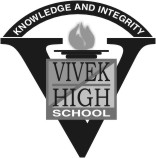 KNOWLEDGE AND INTEGRITY
VIVEK
HIGH
SCHOOL